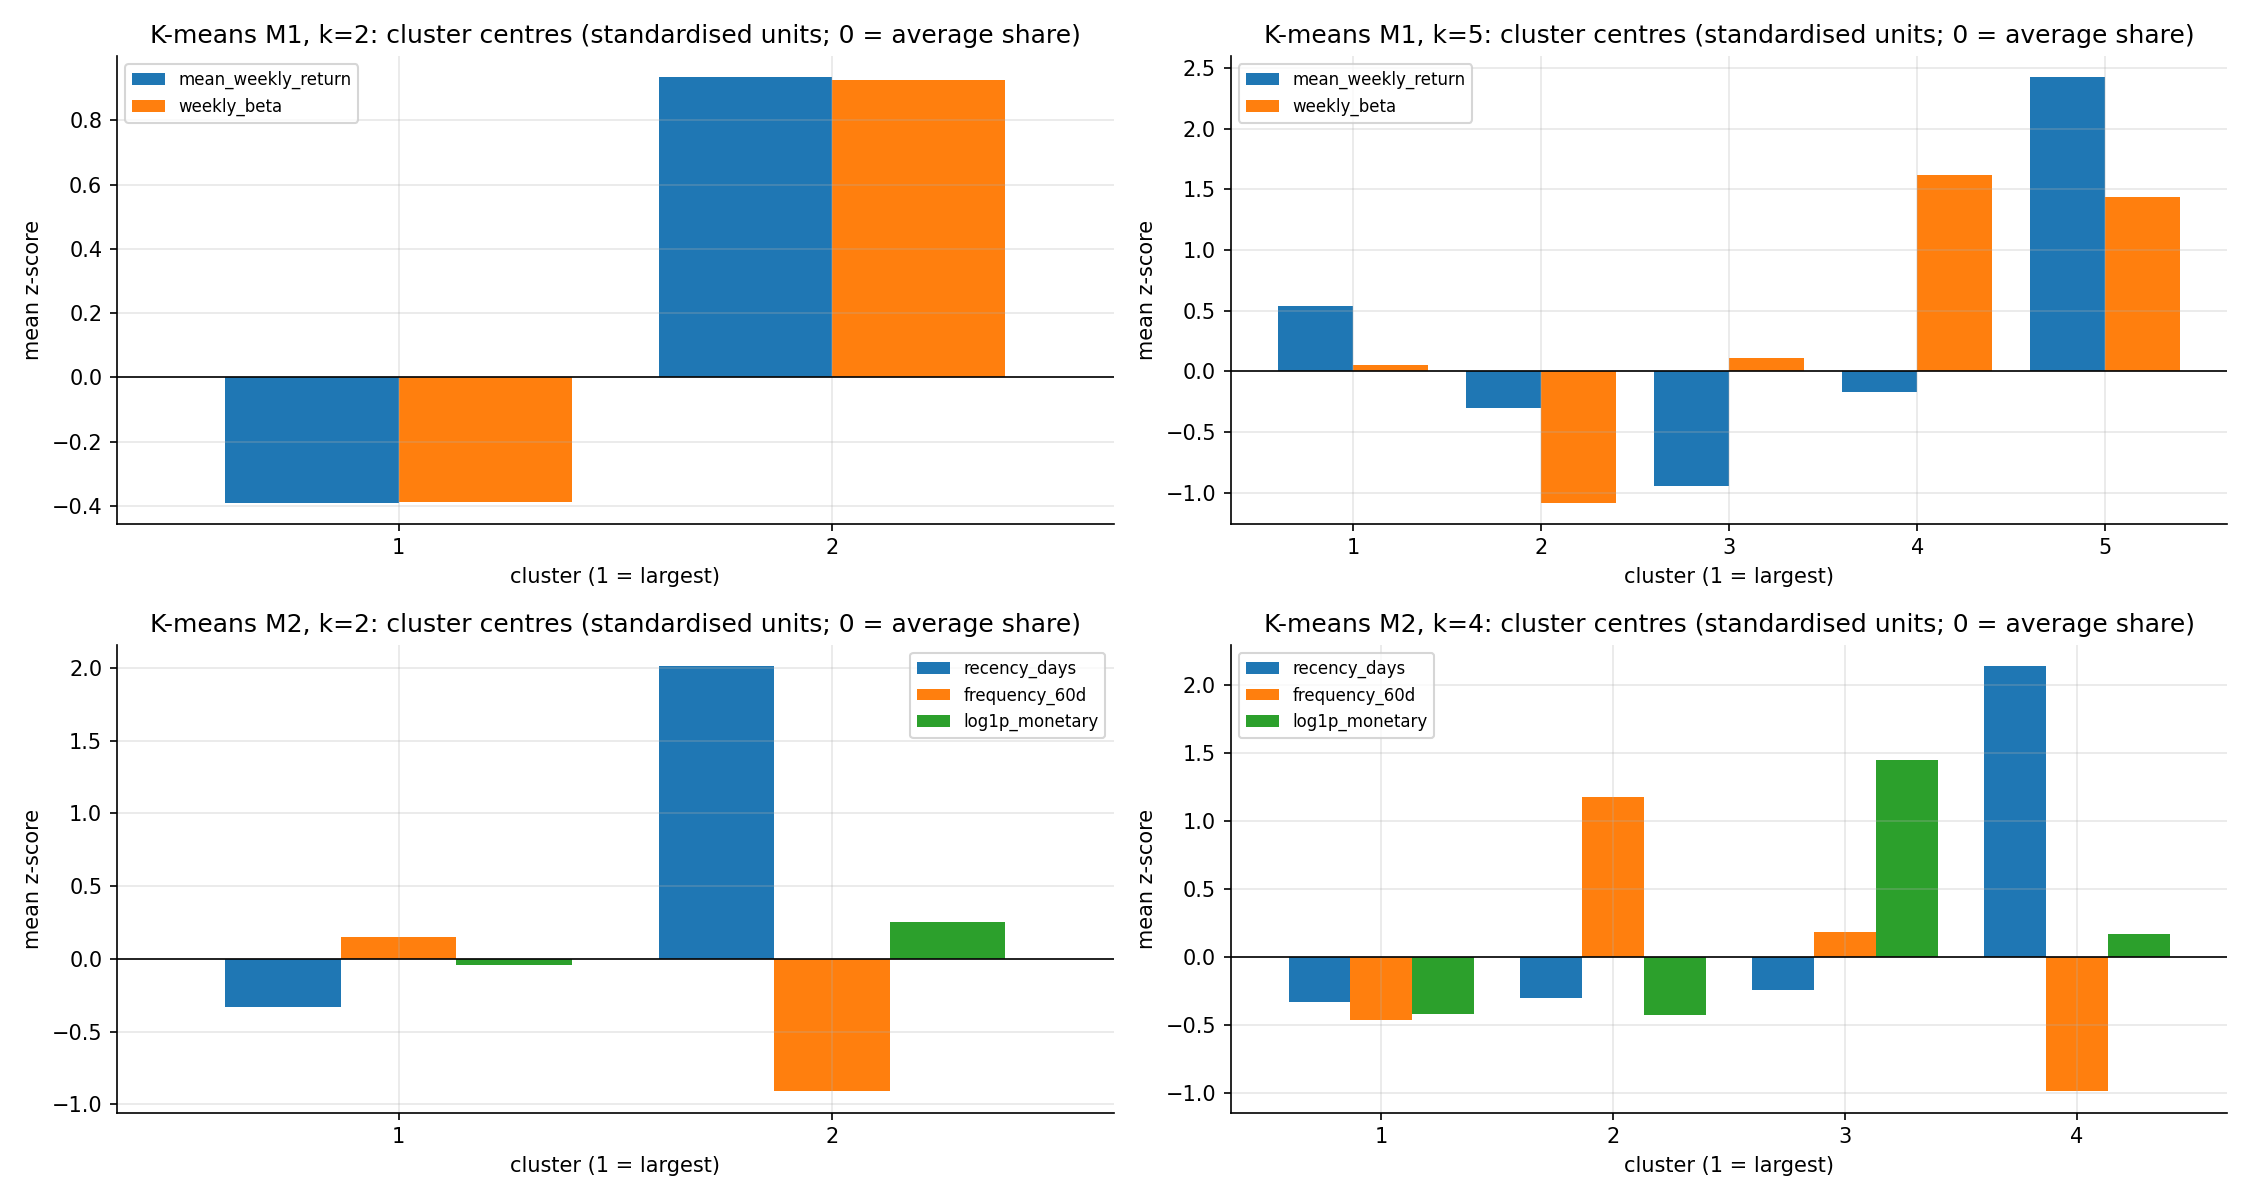 K-means M1, k=2: cluster centres (standardised units; 0 = average share)
mean_weekly_return
weekly_beta
0.8
0.6
0.4
0.2
0.0
−0.2
−0.4
mean z-score
1 2
cluster (1 = largest)
K-means M1, k=5: cluster centres (standardised units; 0 = average share)
mean_weekly_return
weekly_beta
2.5
2.0
1.5
1.0
0.5
0.0
−0.5
−1.0
mean z-score
1 2 3 4 5
cluster (1 = largest)
K-means M2, k=2: cluster centres (standardised units; 0 = average share)
recency_days
frequency_60d
log1p_monetary
2.0
1.5
1.0
0.5
0.0
−0.5
−1.0
mean z-score
1 2
cluster (1 = largest)
K-means M2, k=4: cluster centres (standardised units; 0 = average share)
recency_days
frequency_60d
log1p_monetary
2.0
1.5
1.0
0.5
0.0
−0.5
−1.0
mean z-score
1 2 3 4
cluster (1 = largest)